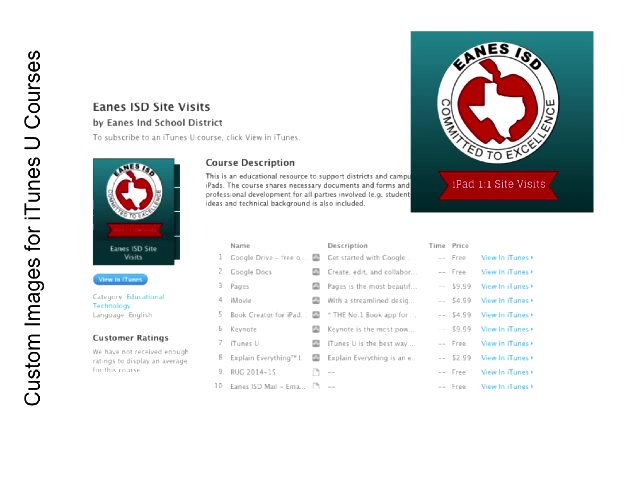 Custom Images for iTunes U Courses
EANES ISD
COMMITTED TO EXCELLENCE
iPad 1:1 Site Visits
Eanes ISD Site Visits
by Eanes Ind School District
To subscribe to an iTunes U course, click View in iTunes.
EANES ISD
COMMITTED TO EXCELLENCE
Eanes ISD Site
Visits
View in iTunes
Category: Educational
Technology
Language: English
Customer Ratings
We have not received enough
ratings to display an average
for this course.
Course Description
This is an educational resource to support districts and campu
iPads. The course shares necessary documents and forms and
professional development for all parties involved (e.g. student
ideas and technical background is also included.
Name Description Time Price
1 Google Drive - free o... Get started with Google ... -- Free View In iTunes
2 Google Docs Create, edit, and collabor... -- Free View In iTunes
3 Pages Pages is the most beautif... -- $9.99 View In iTunes
4 iMovie With a streamlined desig... -- $4.99 View In iTunes
5 Book Creator for iPad. * THE No.1 Book app for ... -- $4.99 View In iTunes
6 Keynote Keynote is the most pow... -- $9.99 View In iTunes
7 iTunes U iTunes U is the best way ... -- Free View In iTunes
8 Explain Everything™ I. Explain Everything is an e... -- $2.99 View In iTunes
9 RUG 2014-15 -- -- Free View In iTunes
10 Eanes ISD Mail - Ema... -- -- Free View In iTunes